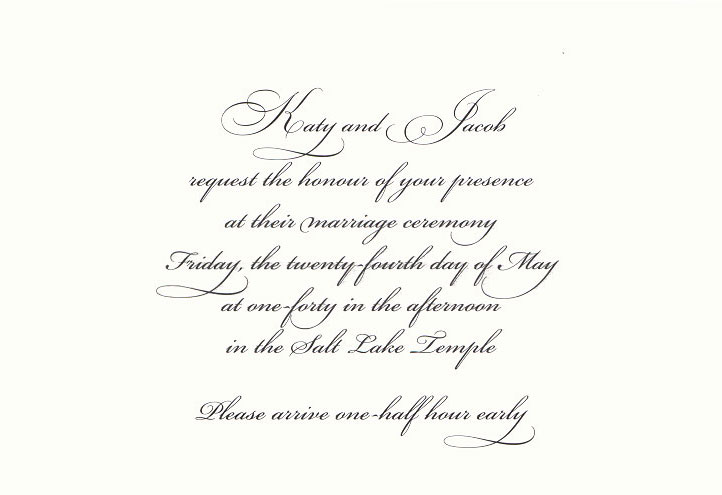 Katy and Jacob
request the honour of your presence
at their marriage ceremony
Friday, the twenty-fourth day of May
at one-forty in the afternoon
in the Salt Lake Temple
Please arrive one-half hour early